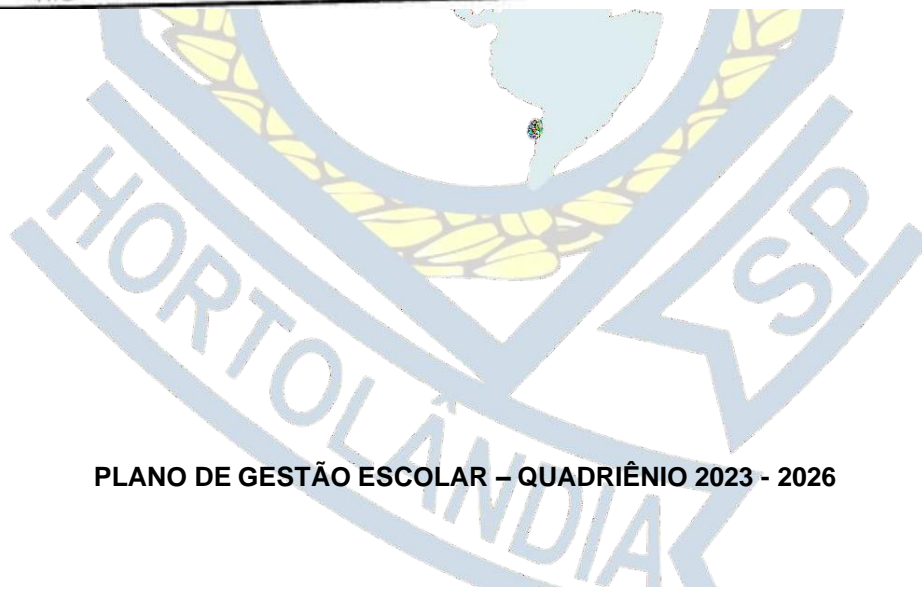 HORTOLÂNDIA SP
PLANO DE GESTÃO ESCOLAR – QUADRIÊNIO 2023 - 2026